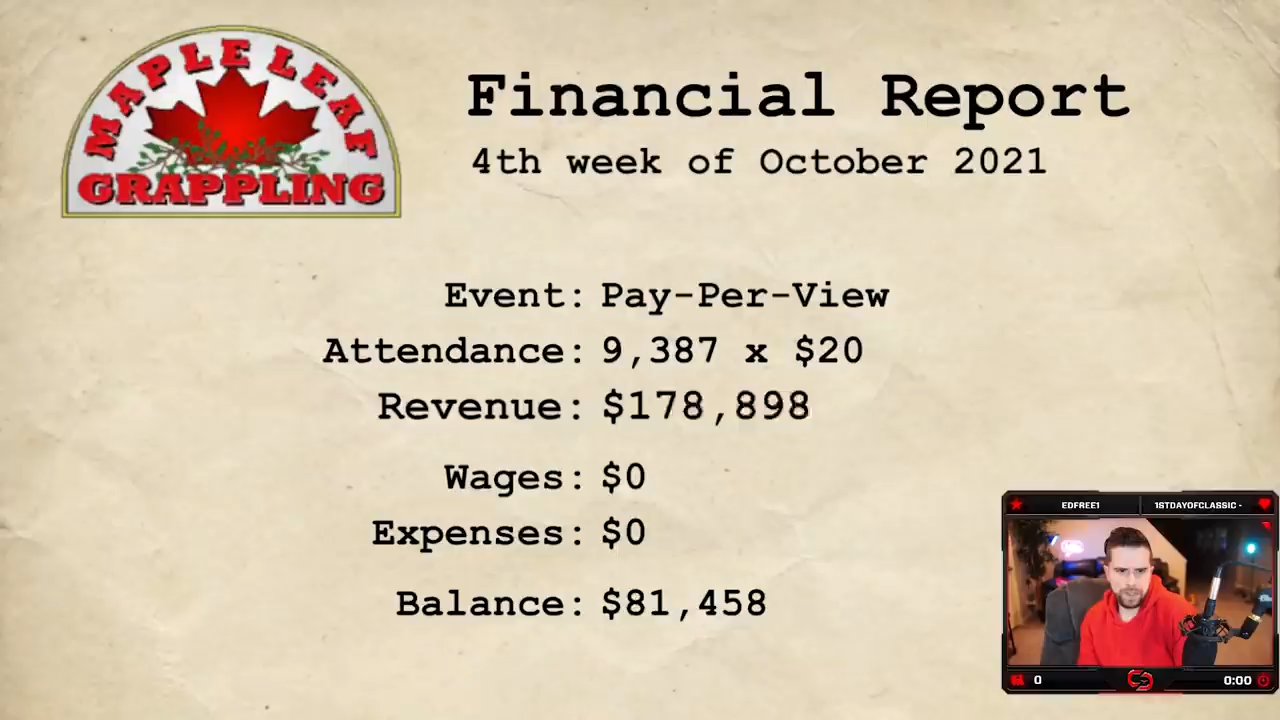 MAPLE LEAF
GRAPPLING
Financial Report
4th week of October 2021
Event: Pay-Per-View
Attendance: 9,387 x $20
Revenue: $178,898
Wages: $0
Expenses: $0
Balance: $81,458
EDFREE1
1STDAYOFCLASSIC -
0
0:00